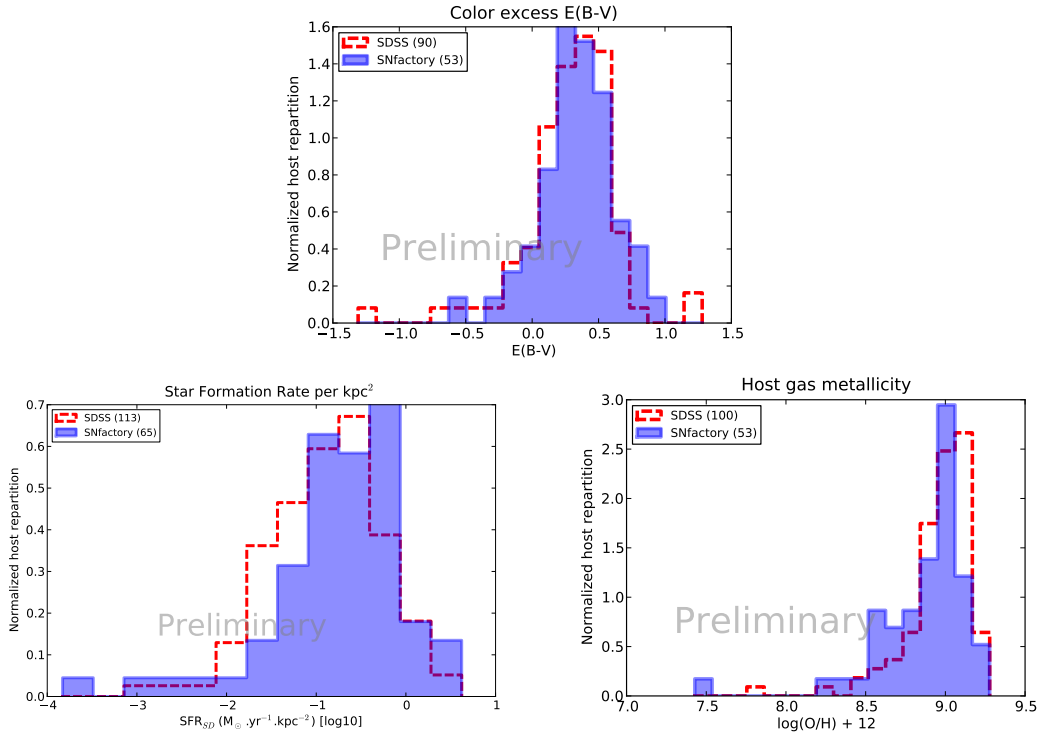 Color excess E(B-V)
1.6
1.4
1.2
1.0
0.8
0.6
0.4
0.2
0.0
Normalized host repartition
SDSS (90)
SNfactory (53)
Preliminary
−1.5 −1.0 −0.5 0.0 0.5 1.0 1.5
E(B-V)
Star Formation Rate per kpc²
0.7
0.6
0.5
0.4
0.3
0.2
0.1
0.0
Normalized host repartition
SDSS (113)
SNfactory (65)
Preliminary
−4 −3 −2 −1 0 1
SFR_SD (M_☉ .yr⁻¹.kpc⁻²) [log10]
Host gas metallicity
3.0
2.5
2.0
1.5
1.0
0.5
0.0
Normalized host repartition
SDSS (100)
SNfactory (53)
Preliminary
7.0 7.5 8.0 8.5 9.0 9.5
log(O/H) + 12